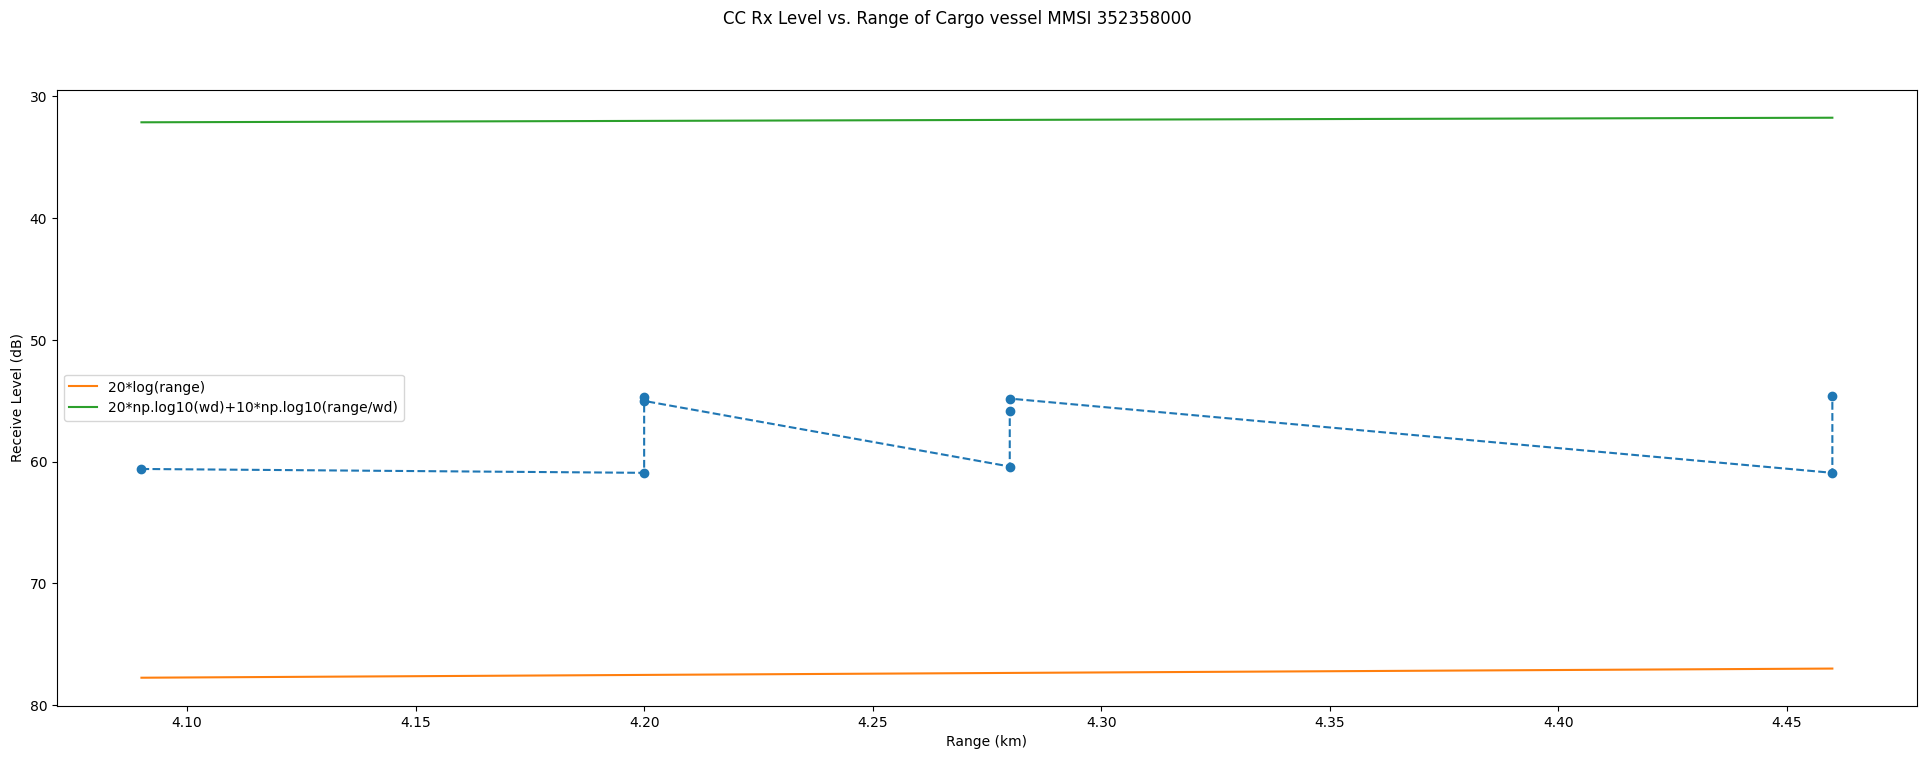 CC Rx Level vs. Range of Cargo vessel MMSI 352358000
30
40
50
60
70
80
Receive Level (dB)
20*log(range)
20*np.log10(wd)+10*np.log10(range/wd)
4.10 4.15 4.20 4.25 4.30 4.35 4.40 4.45
Range (km)